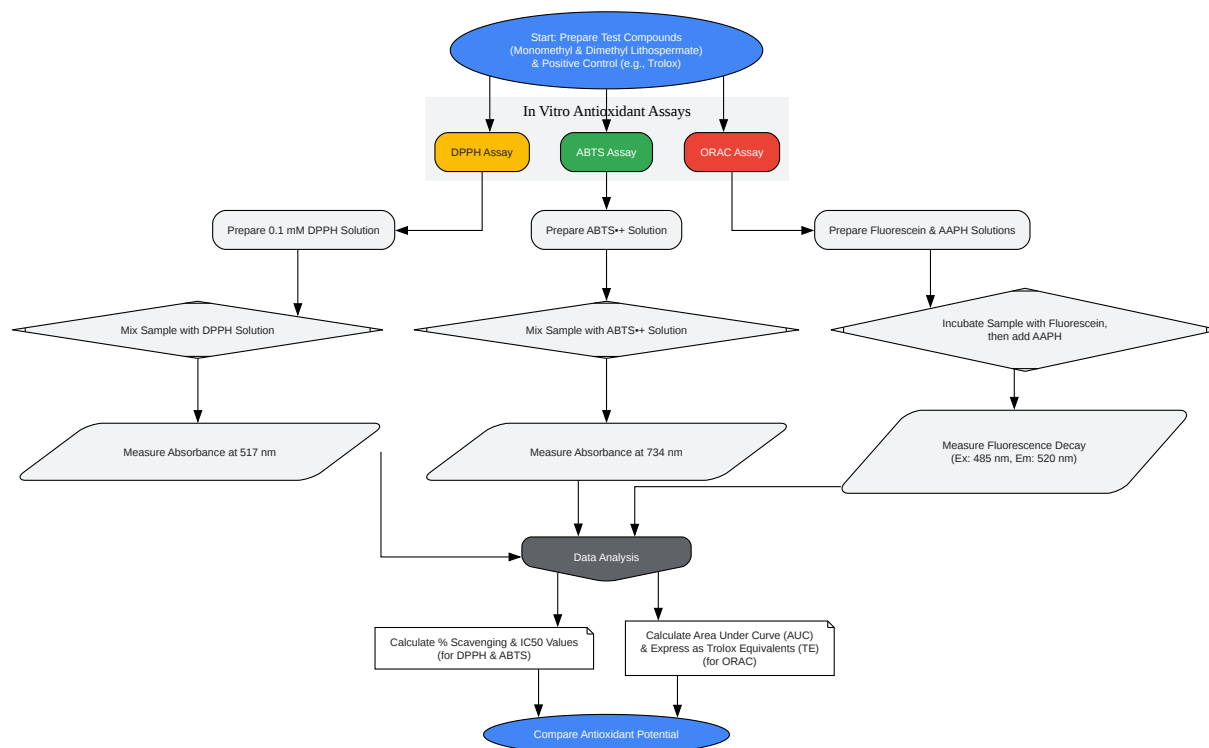 Start: Prepare Test Compounds
(Monomethyl & Dimethyl Lithospermate)
& Positive Control (e.g., Trolox)
In Vitro Antioxidant Assays
DPPH Assay
ABTS Assay
ORAC Assay
Prepare 0.1 mM DPPH Solution
Prepare ABTS•+ Solution
Prepare Fluorescein & AAPH Solutions
Mix Sample with DPPH Solution
Mix Sample with ABTS•+ Solution
Incubate Sample with Fluorescein,
then add AAPH
Measure Absorbance at 517 nm
Measure Absorbance at 734 nm
Measure Fluorescence Decay
(Ex: 485 nm, Em: 520 nm)
Data Analysis
Calculate % Scavenging & IC50 Values
(for DPPH & ABTS)
Calculate Area Under Curve (AUC)
& Express as Trolox Equivalents (TE)
(for ORAC)
Compare Antioxidant Potential